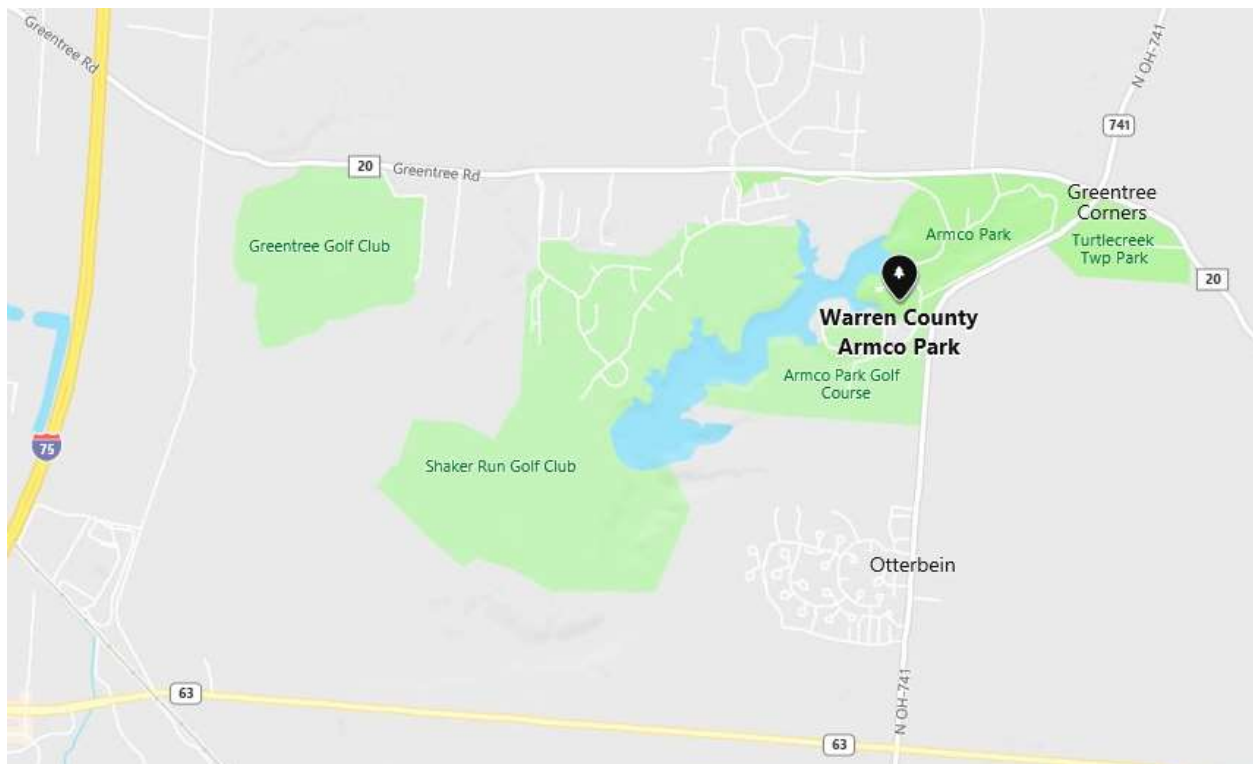 Greentree Rd
N OH-741
741
20
Greentree Rd
Greentree
Corners
Armco Park
Greentree Golf Club
Turtlecreek
Twp Park
20
Warren County
Armco Park
Armco Park Golf
Course
75
Shaker Run Golf Club
Otterbein
63
N OH-741
63